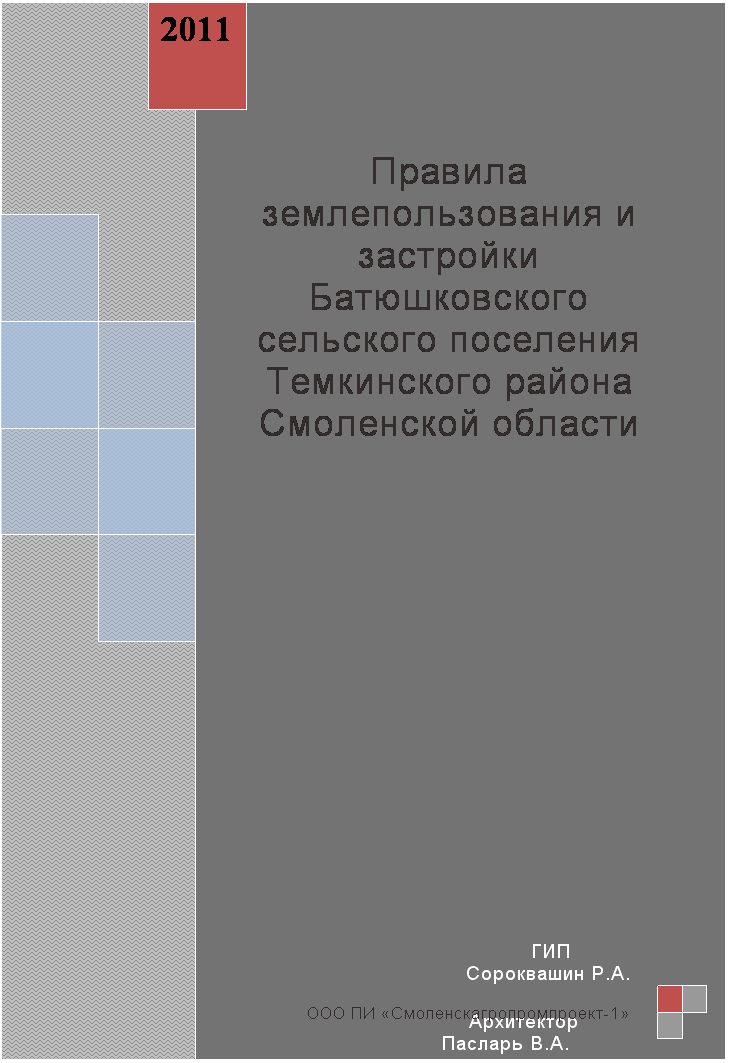 2011
Правила
землепользования и
застройки
Батюшковского
сельского поселения
Темкинского района
Смоленской области
ГИП
Сороквашин Р.А.
ООО ПИ «Смоленскагропромпроект-1»
Архитектор
Пасларь В.А.